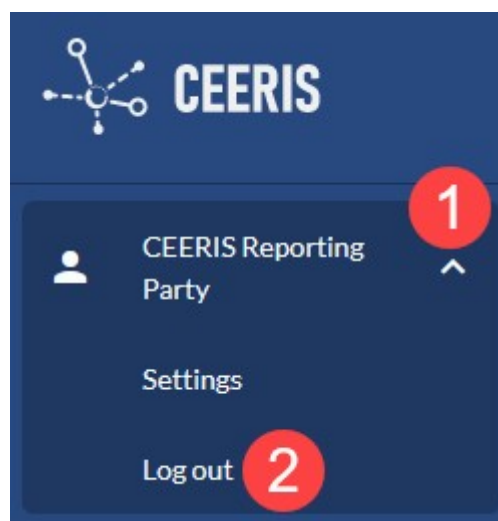 CEERIS
1
CEERIS Reporting
Party
Settings
Log out 2